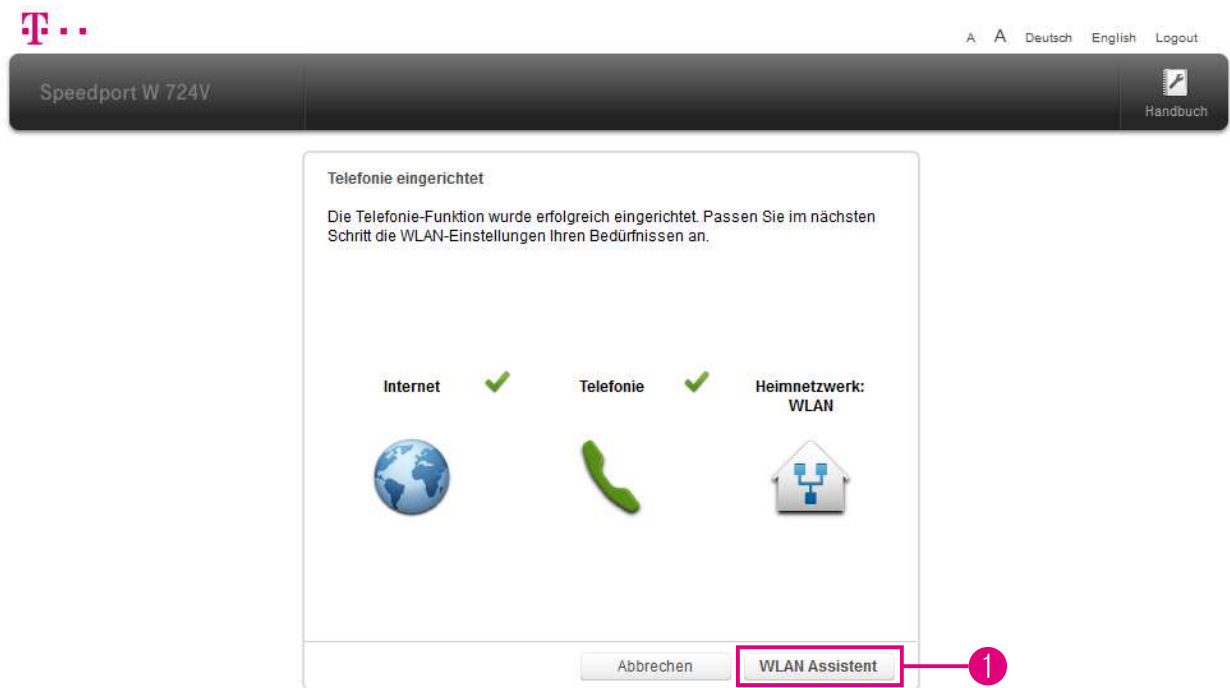 T
A A Deutsch English Logout
Speedport W 724V
Handbuch
Telefonie eingerichtet
Die Telefonie-Funktion wurde erfolgreich eingerichtet. Passen Sie im nächsten
Schritt die WLAN-Einstellungen Ihren Bedürfnissen an.
Internet
Telefonie
Heimnetzwerk:
WLAN
Abbrechen
WLAN Assistent
1